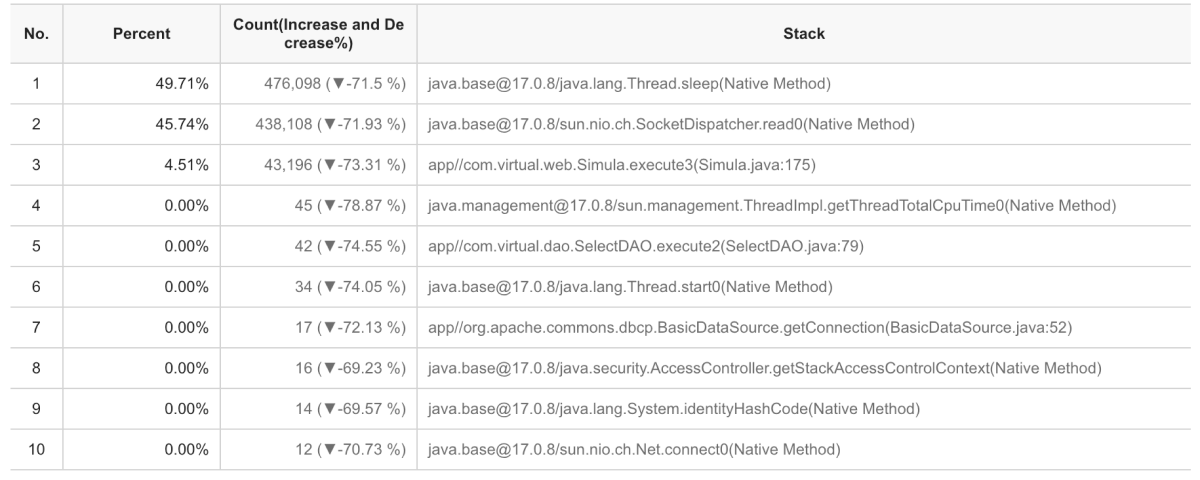 No. Percent Count(Increase and De
crease%) Stack
1 49.71% 476,098 (▼-71.5 %) java.base@17.0.8/java.lang.Thread.sleep(Native Method)
2 45.74% 438,108 (▼-71.93 %) java.base@17.0.8/sun.nio.ch.SocketDispatcher.read0(Native Method)
3 4.51% 43,196 (▼-73.31 %) app//com.virtual.web.Simula.execute3(Simula.java:175)
4 0.00% 45 (▼-78.87 %) java.management@17.0.8/sun.management.ThreadImpl.getThreadTotalCpuTime0(Native Method)
5 0.00% 42 (▼-74.55 %) app//com.virtual.dao.SelectDAO.execute2(SelectDAO.java:79)
6 0.00% 34 (▼-74.05 %) java.base@17.0.8/java.lang.Thread.start0(Native Method)
7 0.00% 17 (▼-72.13 %) app//org.apache.commons.dbcp.BasicDataSource.getConnection(BasicDataSource.java:52)
8 0.00% 16 (▼-69.23 %) java.base@17.0.8/java.security.AccessController.getStackAccessControlContext(Native Method)
9 0.00% 14 (▼-69.57 %) java.base@17.0.8/java.lang.System.identityHashCode(Native Method)
10 0.00% 12 (▼-70.73 %) java.base@17.0.8/sun.nio.ch.Net.connect0(Native Method)